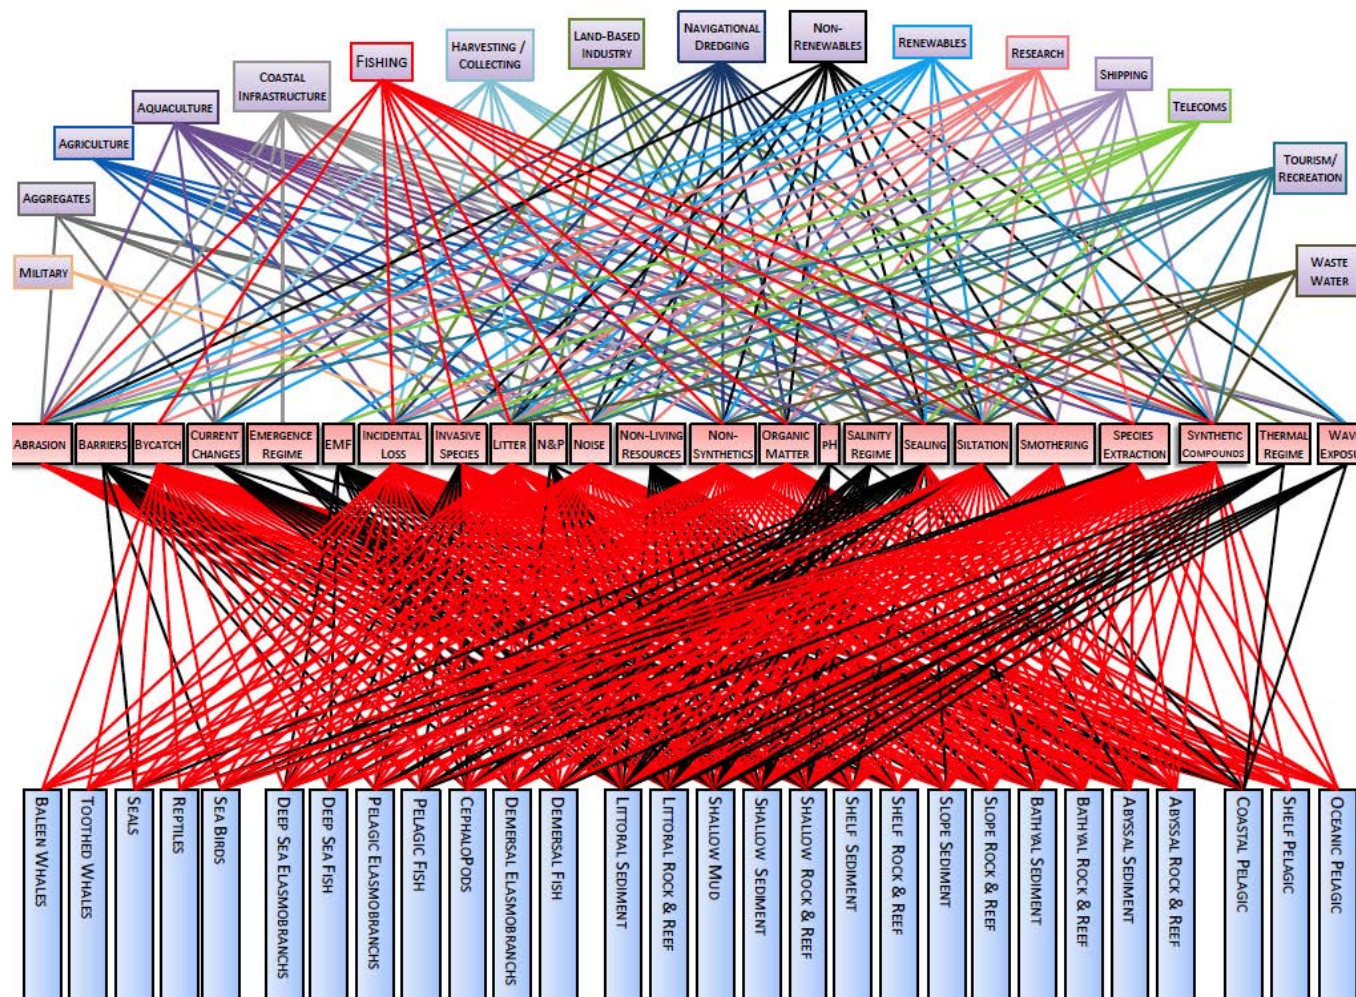 FISHING
HARVESTING /
COLLECTING
LAND-BASED
INDUSTRY
NAVIGATIONAL
DREDGING
NON-
RENEWABLES
RENEWABLES
RESEARCH
SHIPPING
TELECOMS
TOURISM/
RECREATION
WASTE
WATER
COASTAL
INFRASTRUCTURE
AQUACULTURE
AGRICULTURE
AGGREGATES
MILITARY
ABRASION
BARRIERS
BYCATCH
CURRENT
CHANGES
EMERGENCE
REGIME
EMF
INCIDENTAL
LOSS
INVASIVE
SPECIES
LITTER
N&P
NOISE
NON-LIVING
RESOURCES
NON-
SYNTHETICS
ORGANIC
MATTER
PH
SALINITY
REGIME
SEALING
SILTATION
SMOTHERING
SPECIES
EXTRACTION
SYNTHETIC
COMPOUNDS
THERMAL
REGIME
WAV
EXPOSU
BALEEN WHALES
TOOTHED WHALES
SEALS
REPTILES
SEA BIRDS
DEEP SEA ELASMOBRANCHS
DEEP SEA FISH
PELAGIC ELASMOBRANCHS
PELAGIC FISH
CEPHALOPODS
DEMERSAL ELASMOBRANCHS
DEMERSAL FISH
LITTORAL SEDIMENT
LITTORAL ROCK & REEF
SHALLOW MUD
SHALLOW SEDIMENT
SHALLOW ROCK & REEF
SHELF SEDIMENT
SHELF ROCK & REEF
SLOPE SEDIMENT
SLOPE ROCK & REEF
BATHYAL SEDIMENT
BATHYAL ROCK & REEF
ABYSSAL SEDIMENT
ABYSSAL ROCK & REEF
COASTAL PELAGIC
SHELF PELAGIC
OCEANIC PELAGIC